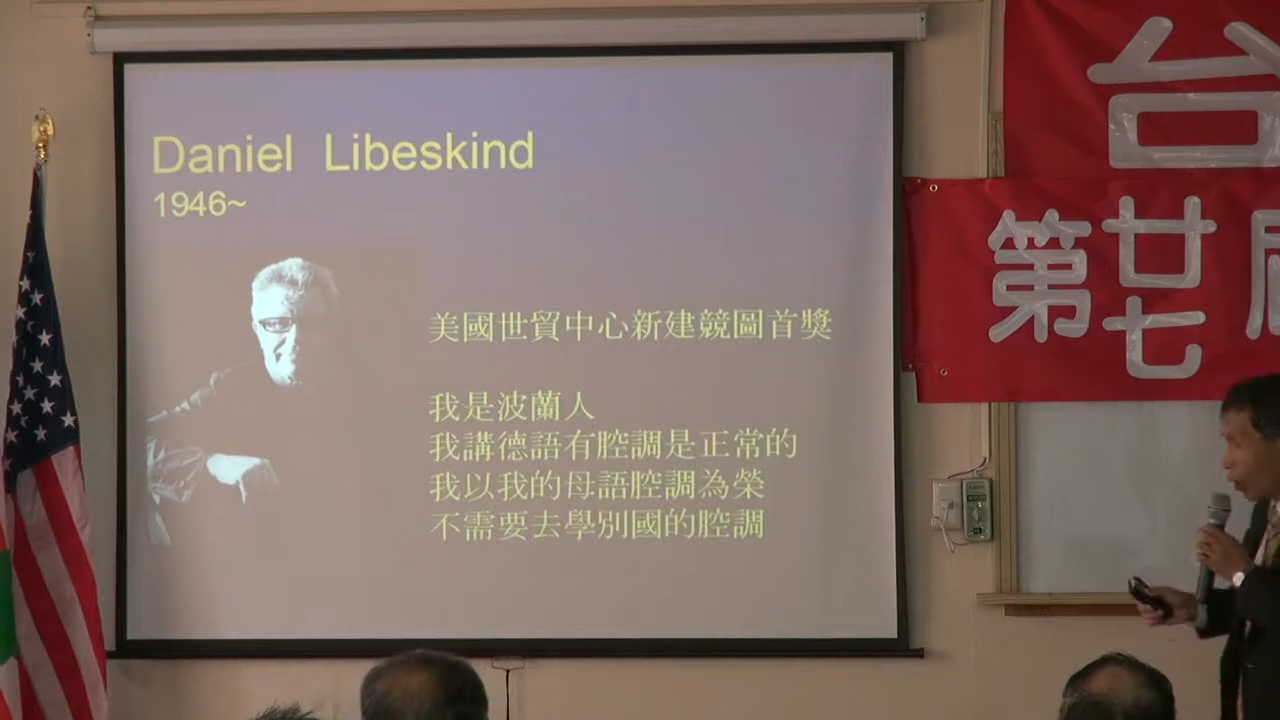 Daniel Libeskind
1946~
美國世貿中心新建競圖首獎
我是波蘭人
我講德語有腔調是正常的
我以我的母語腔調為榮
不需要去學別國的腔調
台
第廿七屆